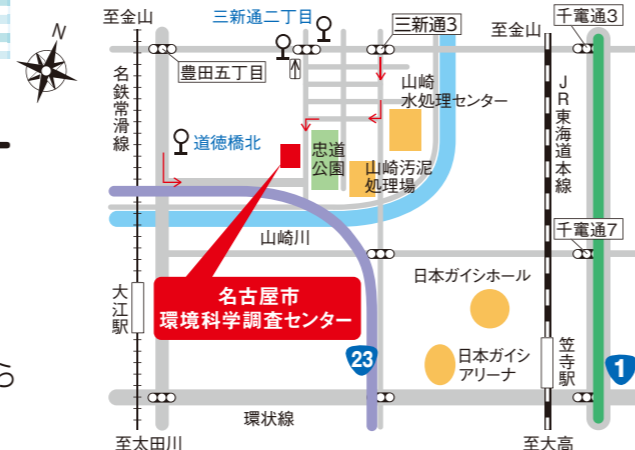 N
至金山
三新通二丁目
三新通3
至金山
千竈通3
豊田五丁目
名鉄常滑線
道徳橋北
忠道
公園
山崎
水処理センター
山崎汚泥
処理場
JR東海道本線
山崎川
千竈通7
名古屋市
環境科学調査センター
大江駅
日本ガイシホール
日本ガイシ
アリーナ
笠寺駅
23
1
環状線
至太田川
至大高